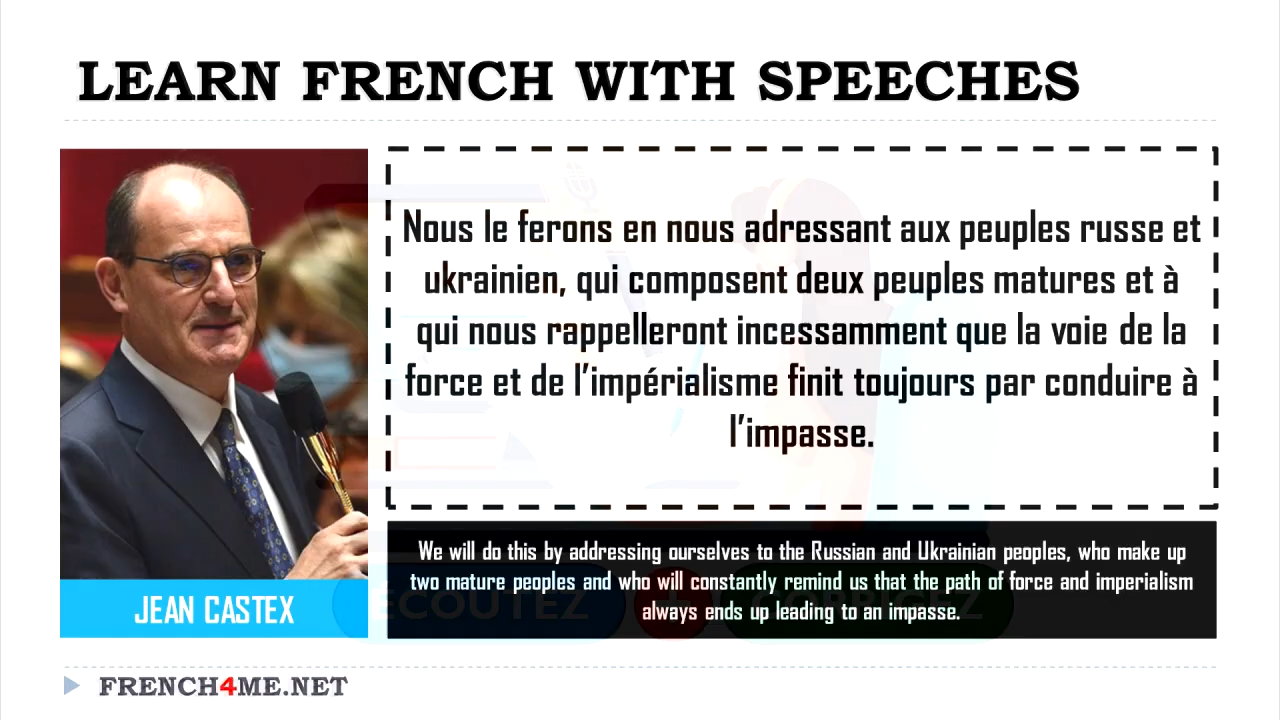 LEARN FRENCH WITH SPEECHES
Nous le ferons en nous adressant aux peuples russe et
ukrainien, qui composent deux peuples matures et à
qui nous rappelleront incessamment que la voie de la
force et de l'impérialisme finit toujours par conduire à
l'impasse.
We will do this by addressing ourselves to the Russian and Ukrainian peoples, who make up
two mature peoples and who will constantly remind us that the path of force and imperialism
always ends up leading to an impasse.
ÉCOUTEZ
JEAN CASTEX
FRENCH4ME.NET